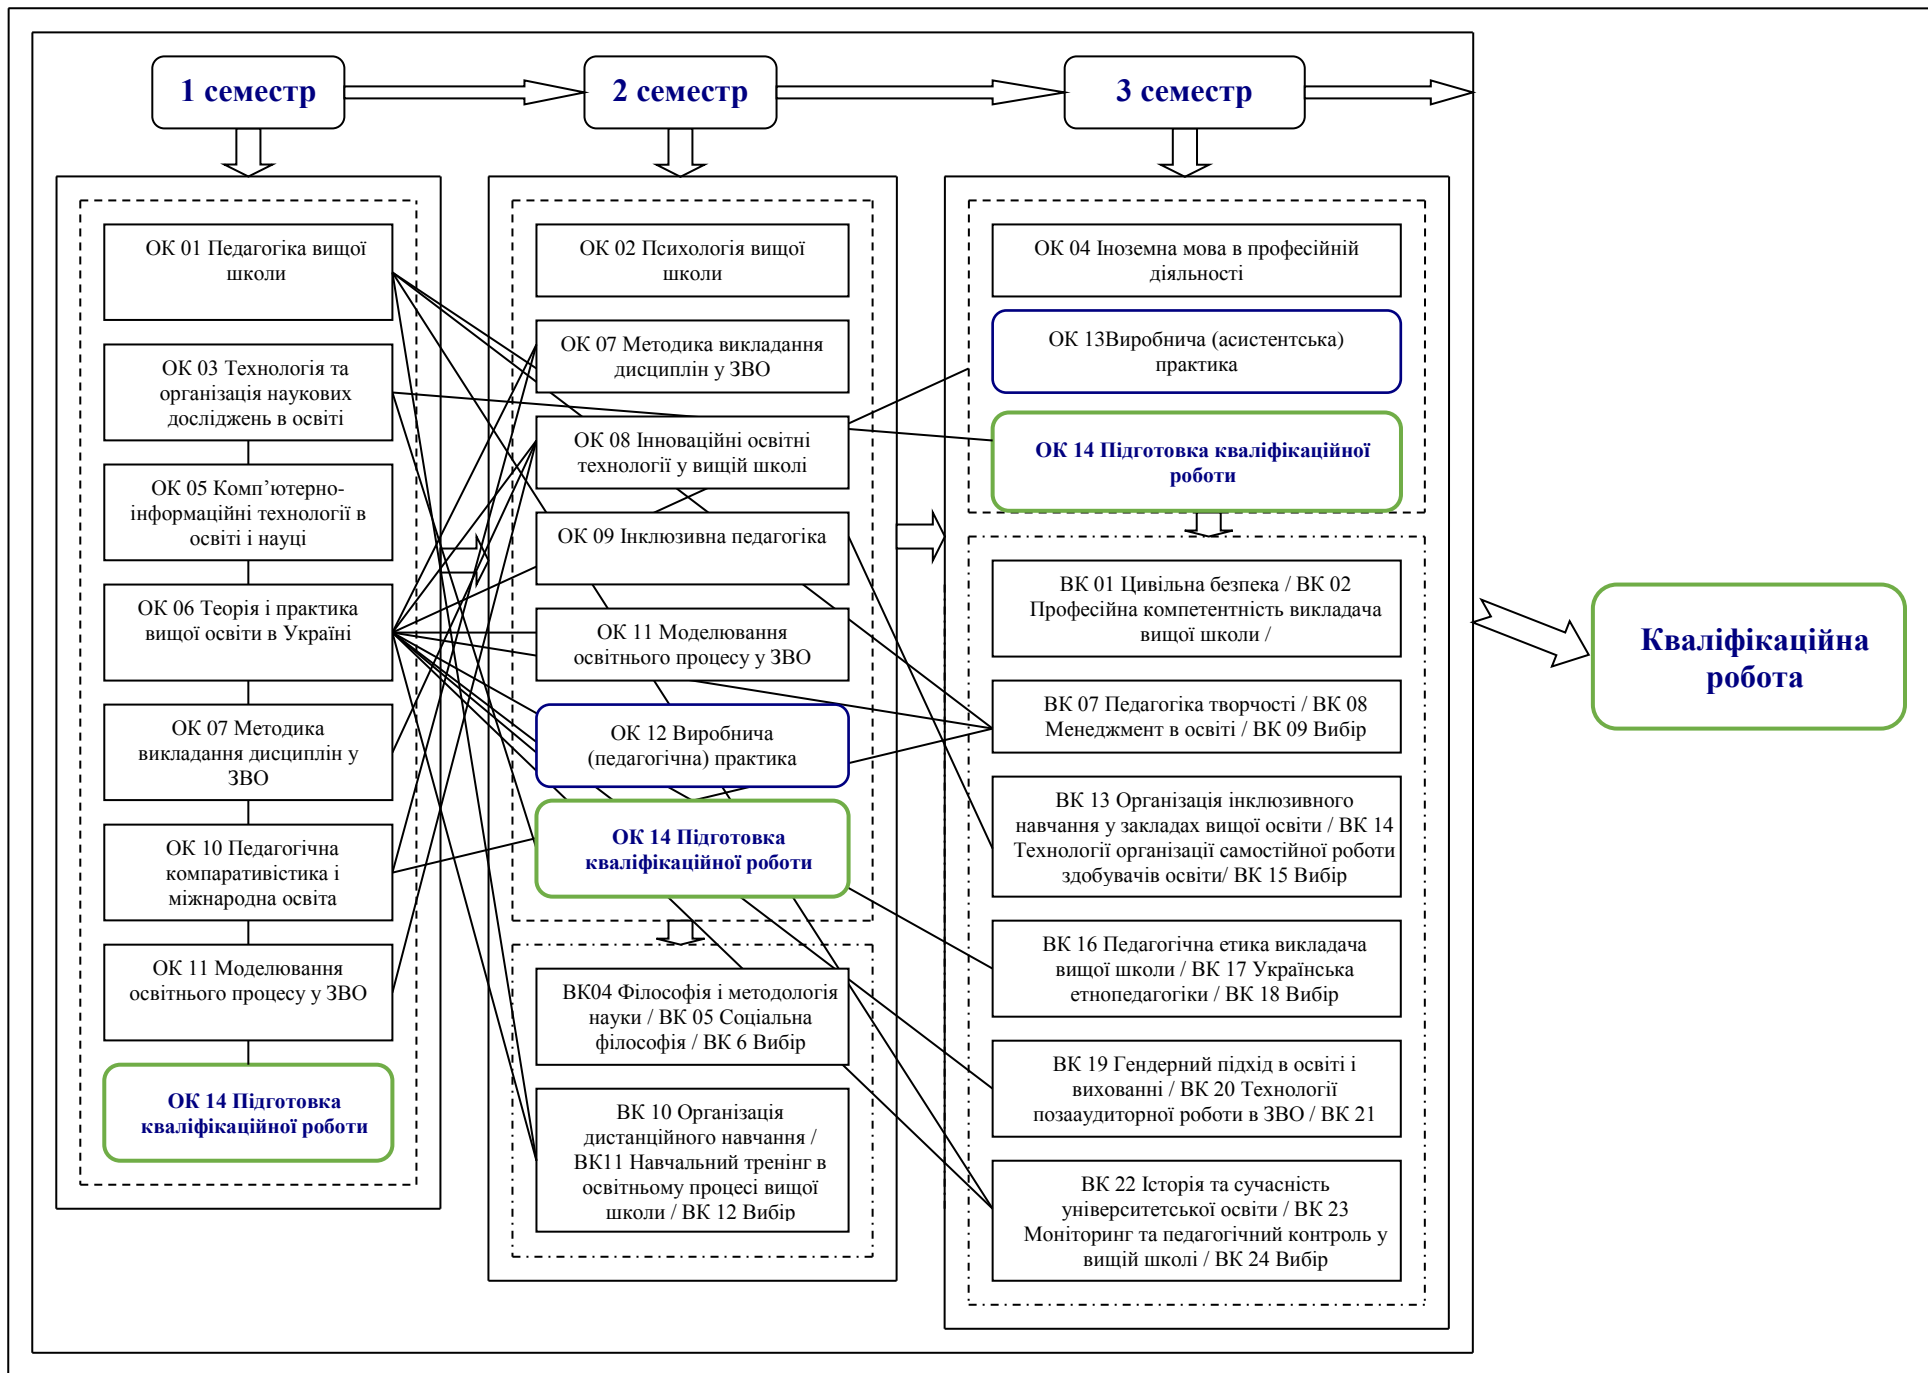 1 семестр
2 семестр
3 семестр
ОК 01 Педагогіка вищої
школи
ОК 03 Технологія та
організація наукових
досліджень в освіті
ОК 05 Комп’ютерно-
інформаційні технології в
освіті і науці
ОК 06 Теорія і практика
вищої освіти в Україні
ОК 07 Методика
викладання дисциплін у
ЗВО
ОК 10 Педагогічна
компаративістика і
міжнародна освіта
ОК 11 Моделювання
освітнього процесу у ЗВО
ОК 14 Підготовка
кваліфікаційної роботи
ОК 02 Психологія вищої
школи
ОК 07 Методика викладання
дисциплін у ЗВО
ОК 08 Інноваційні освітні
технології у вищій школі
ОК 09 Інклюзивна педагогіка
ОК 11 Моделювання
освітнього процесу у ЗВО
ОК 12 Виробнича
(педагогічна) практика
ОК 14 Підготовка
кваліфікаційної роботи
ВК04 Філософія і методологія
науки / ВК 05 Соціальна
філософія / ВК 6 Вибір
ВК 10 Організація
дистанційного навчання /
ВК11 Навчальний тренінг в
освітньому процесі вищої
школи / ВК 12 Вибір
ОК 04 Іноземна мова в професійній
діяльності
ОК 13Виробнича (асистентська)
практика
ОК 14 Підготовка кваліфікаційної
роботи
ВК 01 Цивільна безпека / ВК 02
Професійна компетентність викладача
вищої школи /
ВК 07 Педагогіка творчості / ВК 08
Менеджмент в освіті / ВК 09 Вибір
ВК 13 Організація інклюзивного
навчання у закладах вищої освіти / ВК 14
Технології організації самостійної роботи
здобувачів освіти/ ВК 15 Вибір
ВК 16 Педагогічна етика викладача
вищої школи / ВК 17 Українська
етнопедагогіки / ВК 18 Вибір
ВК 19 Гендерний підхід в освіті і
вихованні / ВК 20 Технології
позааудиторної роботи в ЗВО / ВК 21
ВК 22 Історія та сучасність
університетської освіти / ВК 23
Моніторинг та педагогічний контроль у
вищій школі / ВК 24 Вибір
Кваліфікаційна
робота